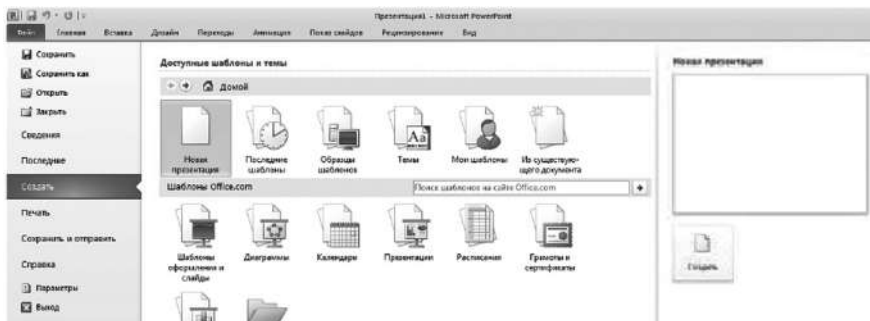 Презентация1 - Microsoft PowerPoint
Файл Главная Вставка Дизайн Переходы Анимация Показ слайдов Рецензирование Вид
Сохранить
Сохранить как
Открыть
Закрыть
Сведения
Последние
Создать
Печать
Сохранить и отправить
Справка
Параметры
Выход
Доступные шаблоны и темы
Домой
Новая
презентация
Последние
шаблоны
Образцы
шаблонов
Темы
Мои шаблоны
Из существую-
щего документа
Шаблоны Office.com
Поиск шаблонов на сайте Office.com
Шаблоны
оформления и
слайды
Диаграммы
Календари
Презентации
Расписания
Грамоты и
сертификаты
Новая презентация
Создать